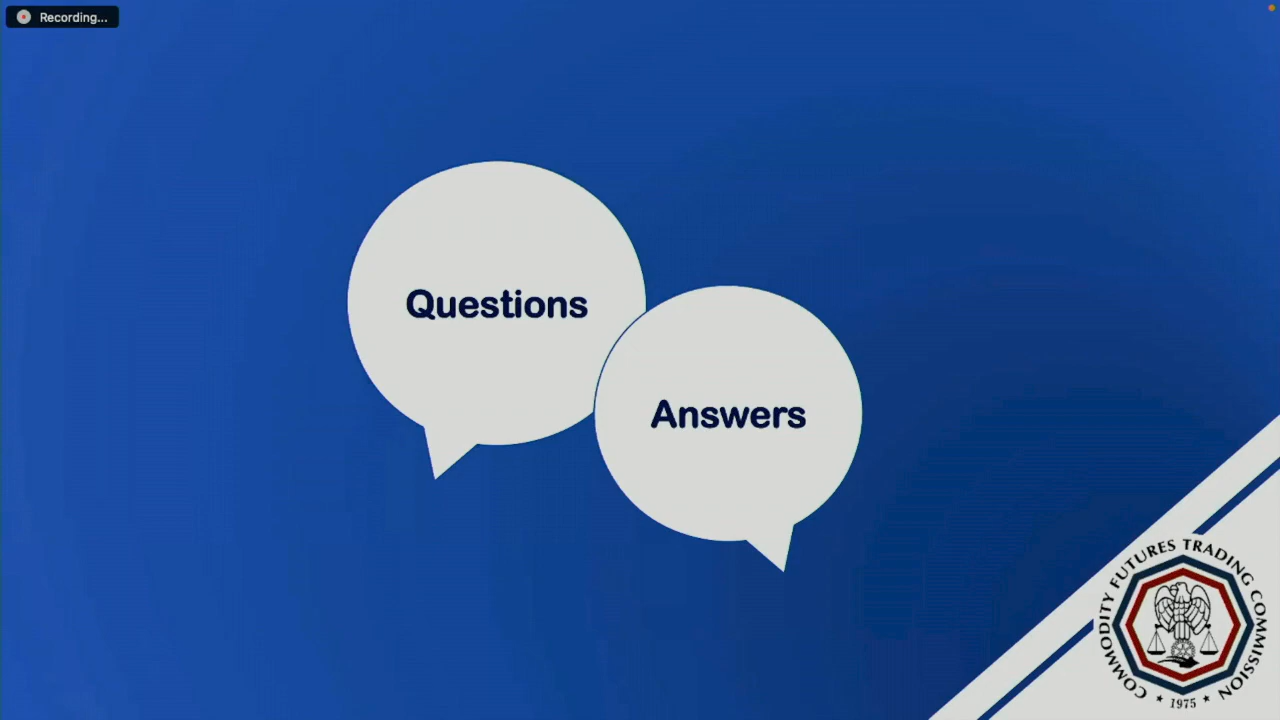 Recording...
Questions
Answers
COMMODITY FUTURES TRADING COMMISSION
★ 1975 ★